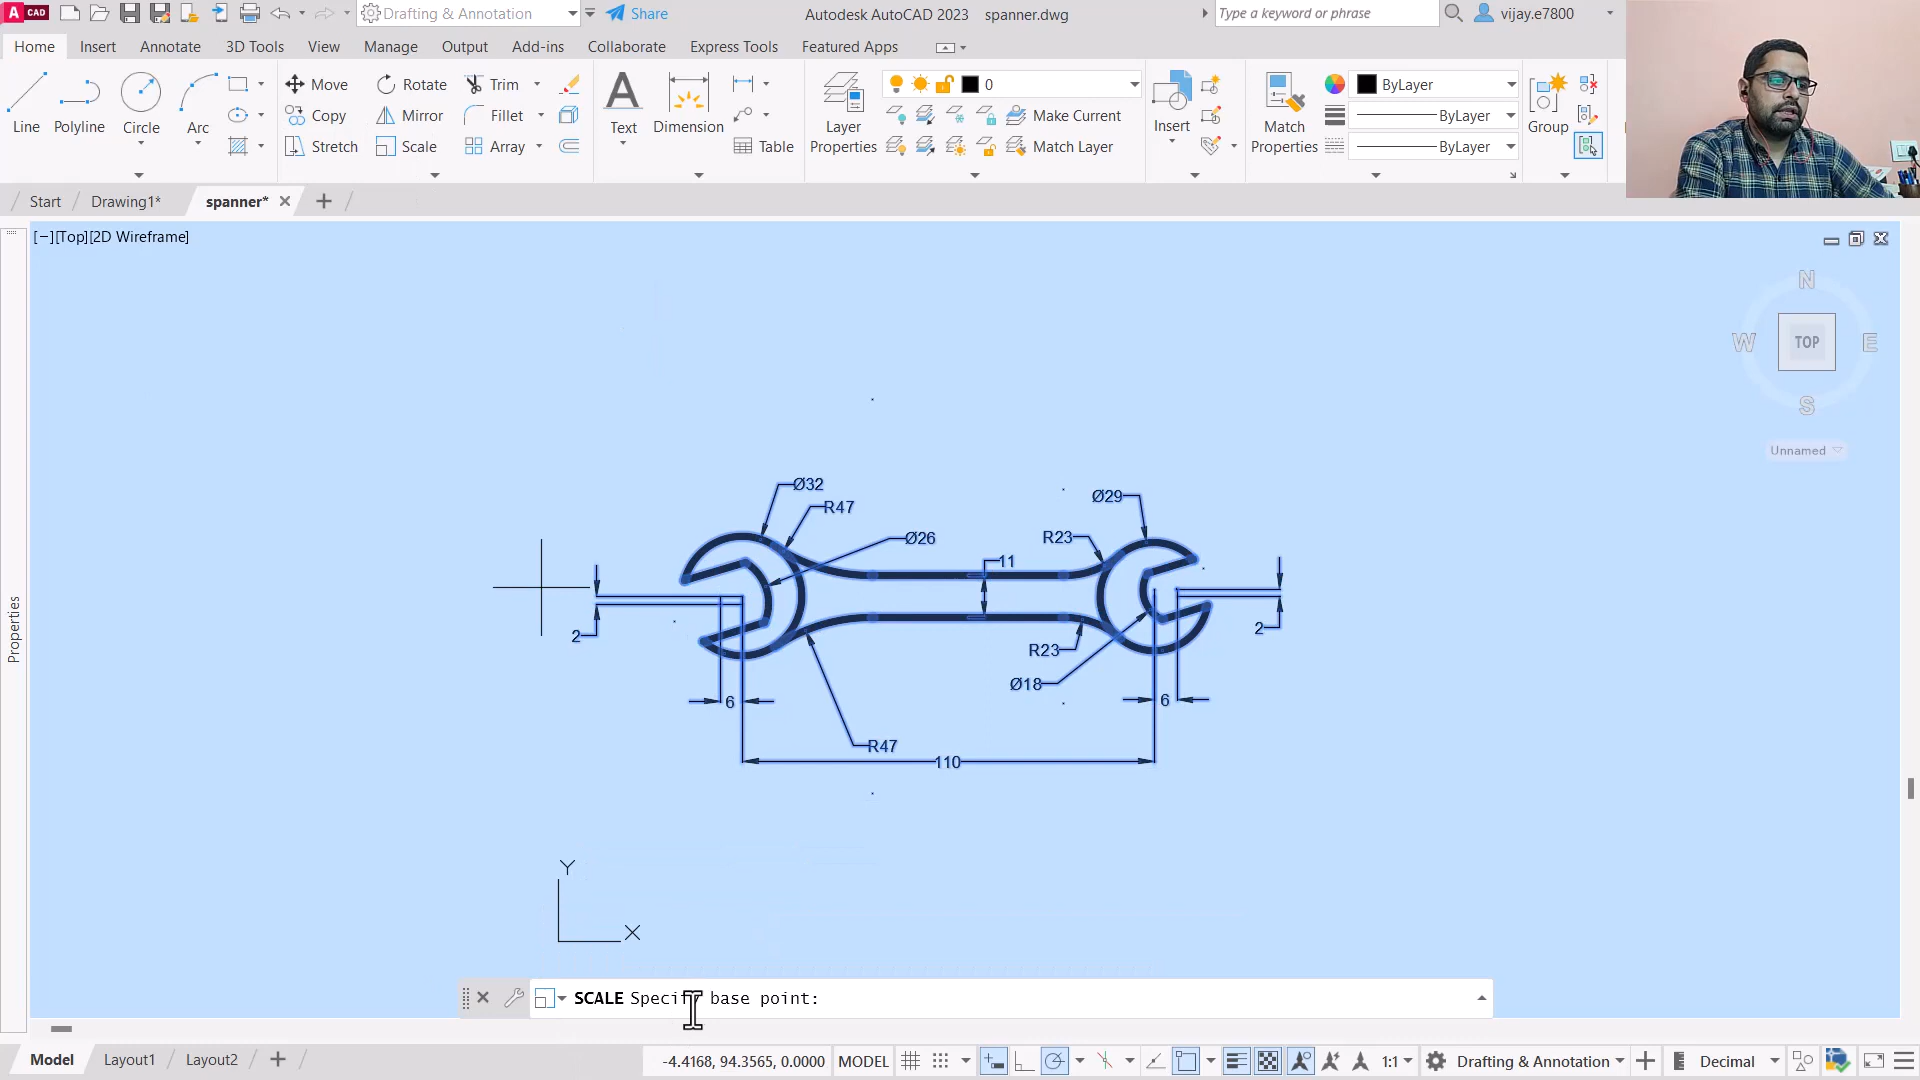 A CAD Drafting & Annotation Share Autodesk AutoCAD 2023 spanner.dwg Type a keyword or phrase vijay.e7800
Home Insert Annotate 3D Tools View Manage Output Add-ins Collaborate Express Tools Featured Apps
Move Rotate Trim 0 ByLayer
Copy Mirror Fillet Make Current ByLayer
Line Polyline Circle Arc Text Dimension Layer Properties Insert Match Properties Group
Stretch Scale Array Table Match Layer ByLayer
Start Drawing1* spanner*
[−][Top][2D Wireframe]
N
W TOP E
S
Unnamed
Ø32
Ø29
R47
Ø26
R23
11
2
2
R23
Ø18
6
6
R47
110
Y
X
Properties
SCALE Specify base point:
Model Layout1 Layout2 -4.4168, 94.3565, 0.0000 MODEL 1:1 Drafting & Annotation Decimal